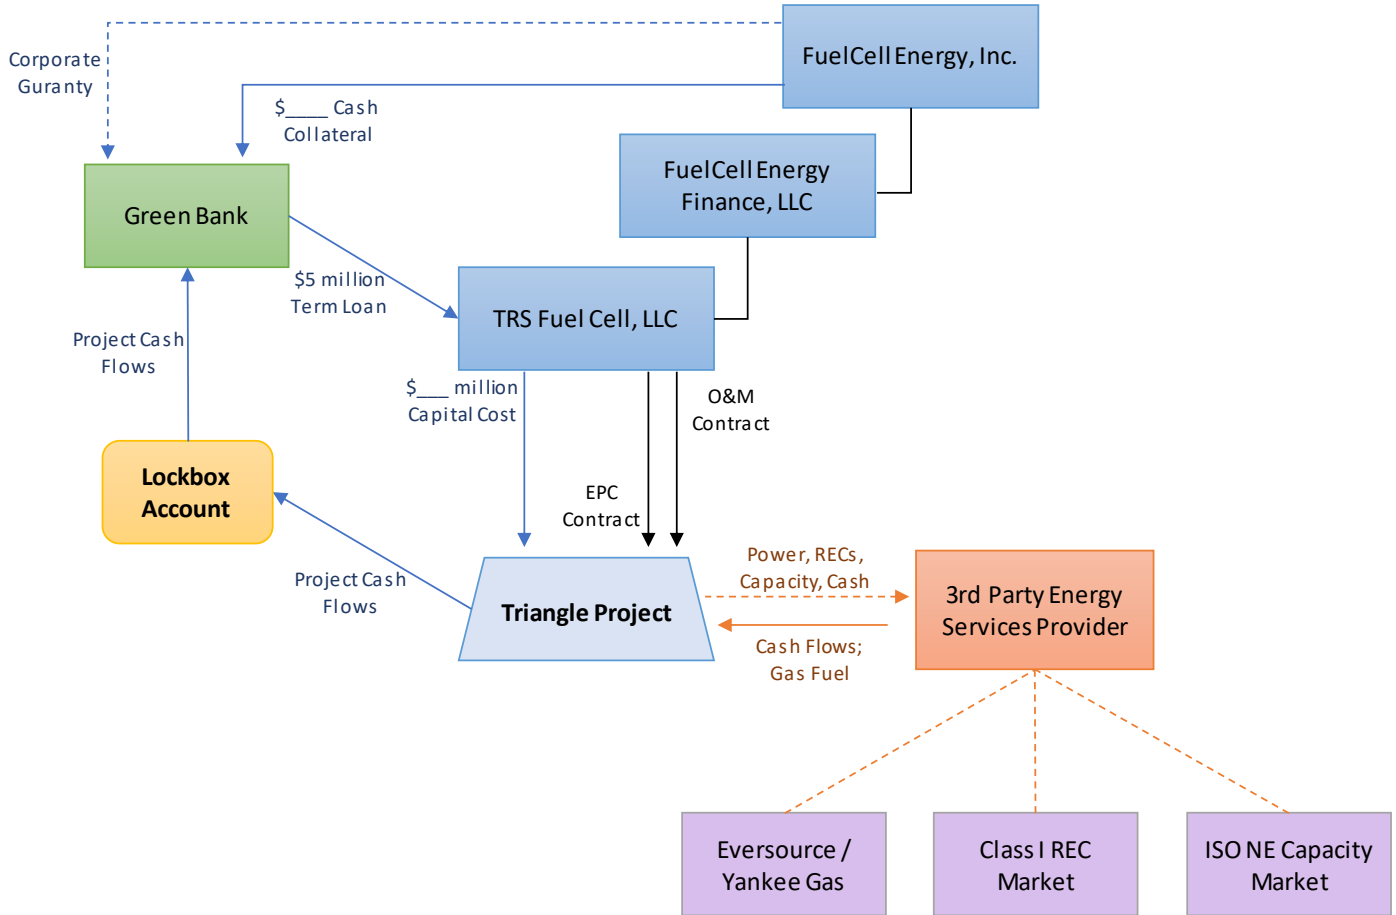 FuelCell Energy, Inc.
Corporate
Guranty
$____ Cash
Collateral
FuelCell Energy
Finance, LLC
Green Bank
$5 million
Term Loan
TRS Fuel Cell, LLC
Project Cash
Flows
$___ million
Capital Cost
O&M
Contract
Lockbox
Account
EPC
Contract
Project Cash
Flows
Triangle Project
Power, RECs,
Capacity, Cash
Cash Flows;
Gas Fuel
3rd Party Energy
Services Provider
Eversource /
Yankee Gas
Class I REC
Market
ISO NE Capacity
Market